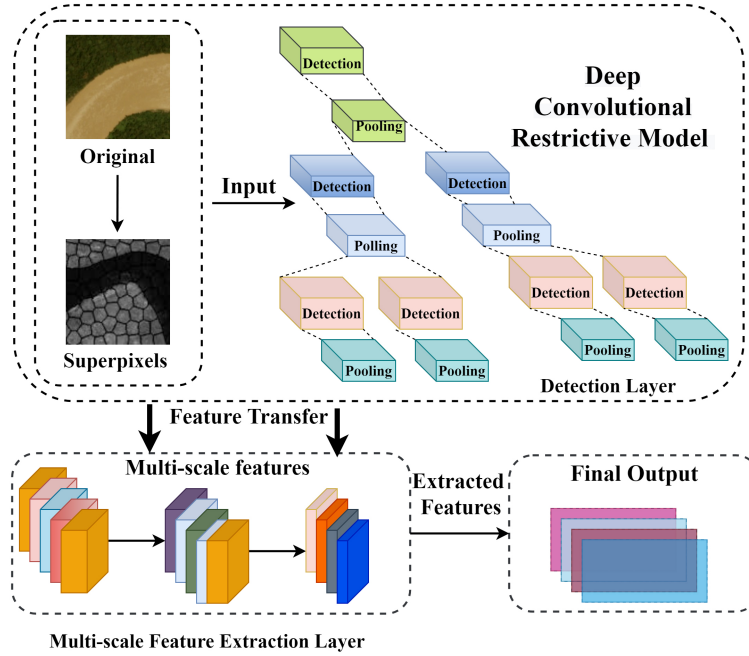 Original
Superpixels
Input
Deep
Convolutional
Restrictive Model
Detection
Pooling
Detection
Detection
Polling
Pooling
Detection
Detection
Detection
Detection
Pooling
Pooling
Pooling
Pooling
Detection Layer
Feature Transfer
Multi-scale features
Extracted
Features
Final Output
Multi-scale Feature Extraction Layer